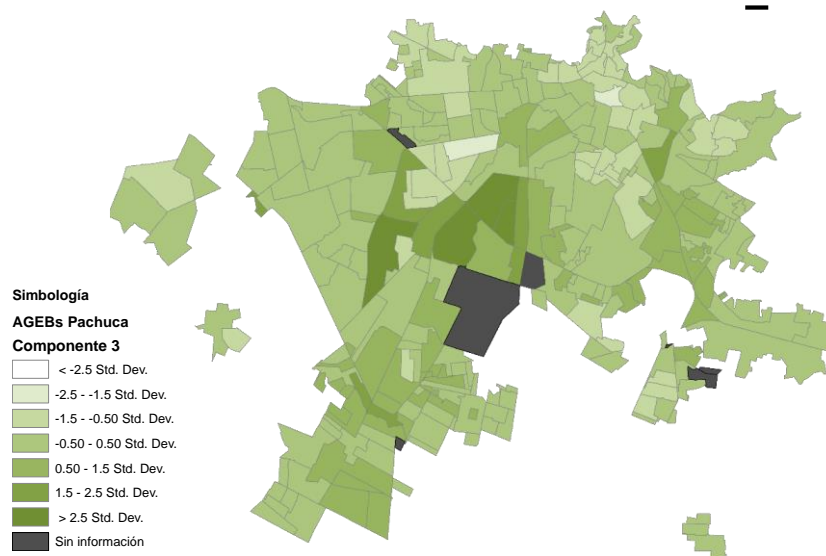 Simbología
AGEBs Pachuca
Componente 3
< -2.5 Std. Dev.
-2.5 - -1.5 Std. Dev.
-1.5 - -0.50 Std. Dev.
-0.50 - 0.50 Std. Dev.
0.50 - 1.5 Std. Dev.
1.5 - 2.5 Std. Dev.
> 2.5 Std. Dev.
Sin información